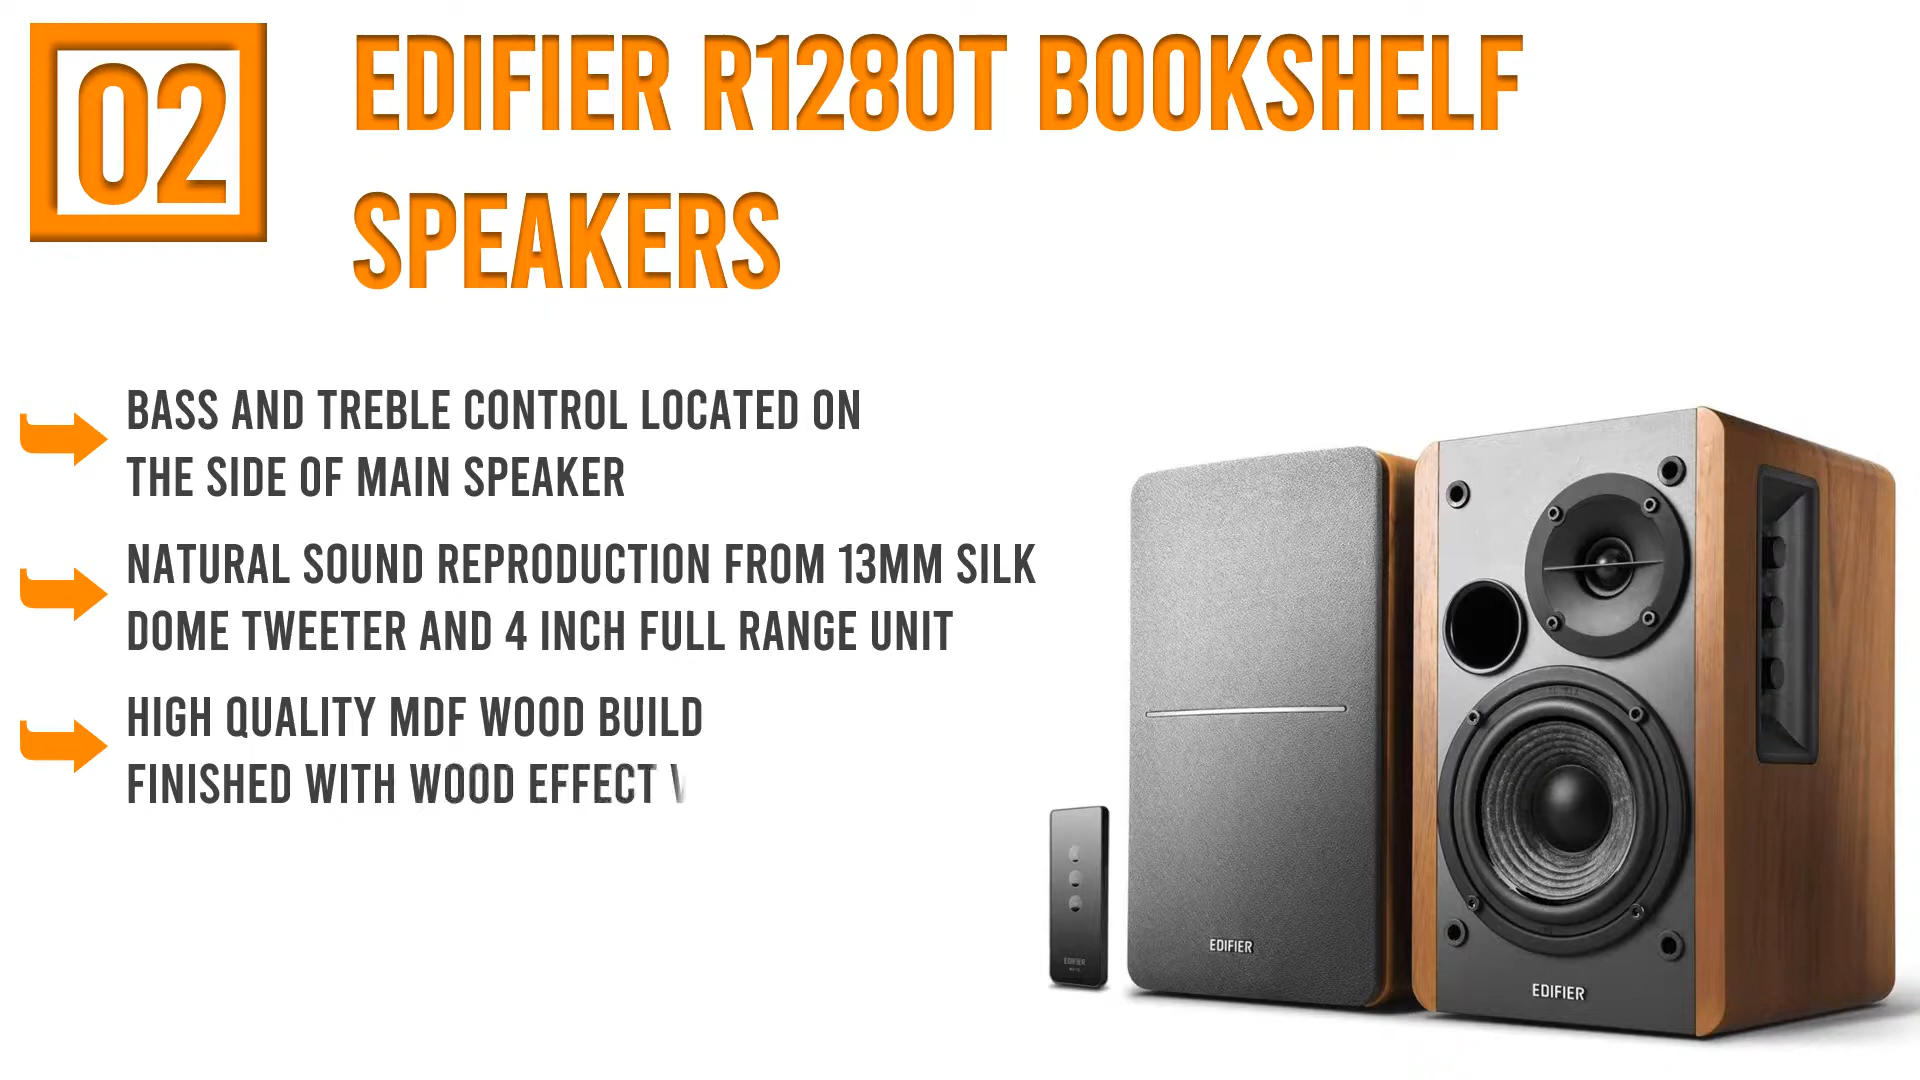 02
EDIFIER R1280T BOOKSHELF
SPEAKERS
BASS AND TREBLE CONTROL LOCATED ON
THE SIDE OF MAIN SPEAKER
NATURAL SOUND REPRODUCTION FROM 13MM SILK
DOME TWEETER AND 4 INCH FULL RANGE UNIT
HIGH QUALITY MDF WOOD BUILD
FINISHED WITH WOOD EFFECT
EDIFIER
EDIFIER
EDIFIER